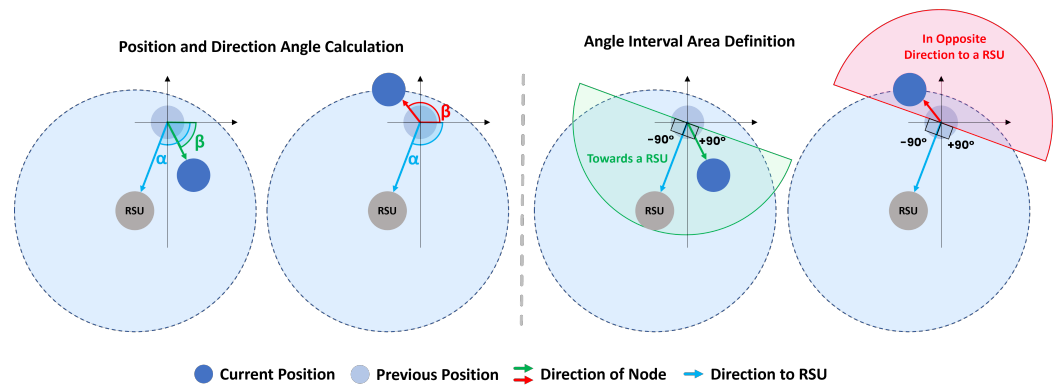 Position and Direction Angle Calculation
Angle Interval Area Definition
In Opposite
Direction to a RSU
β
α
RSU
β
α
RSU
−90º
+90º
Towards a RSU
RSU
−90º
+90º
RSU
Current Position
Previous Position
Direction of Node
Direction to RSU